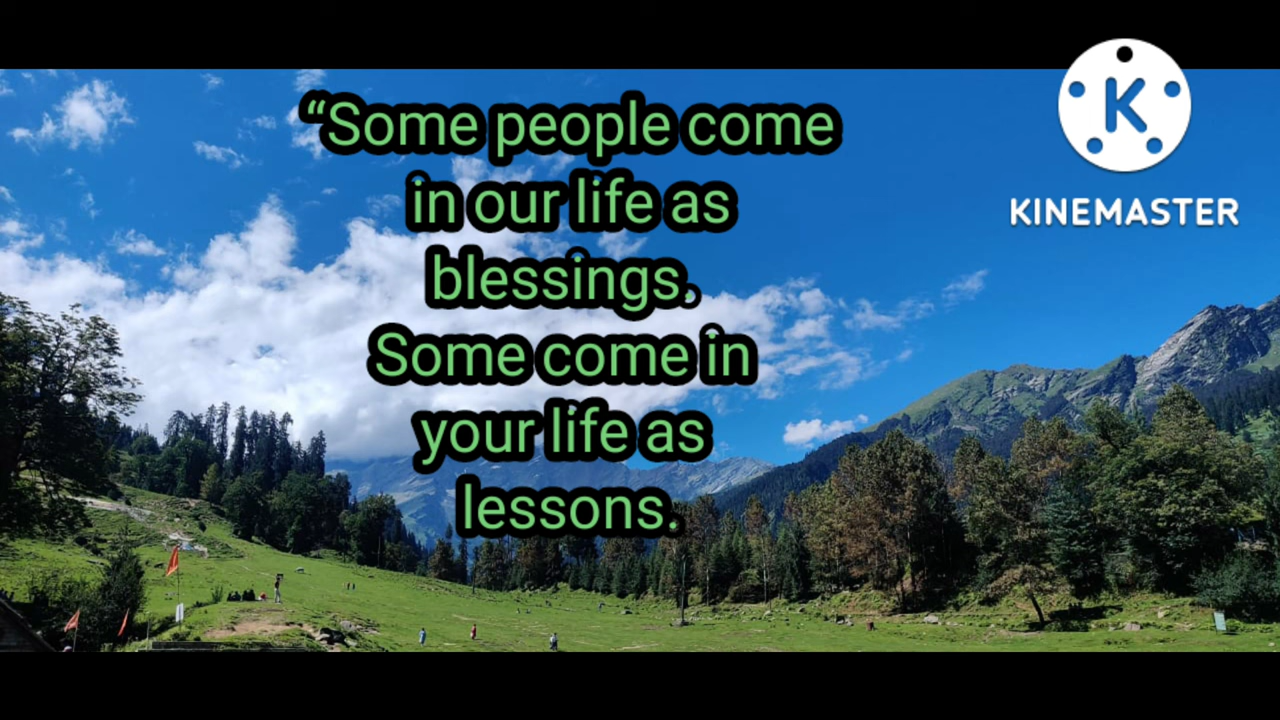 “Some people come
in our life as
blessings.
Some come in
your life as
lessons.
K
KINEMASTER